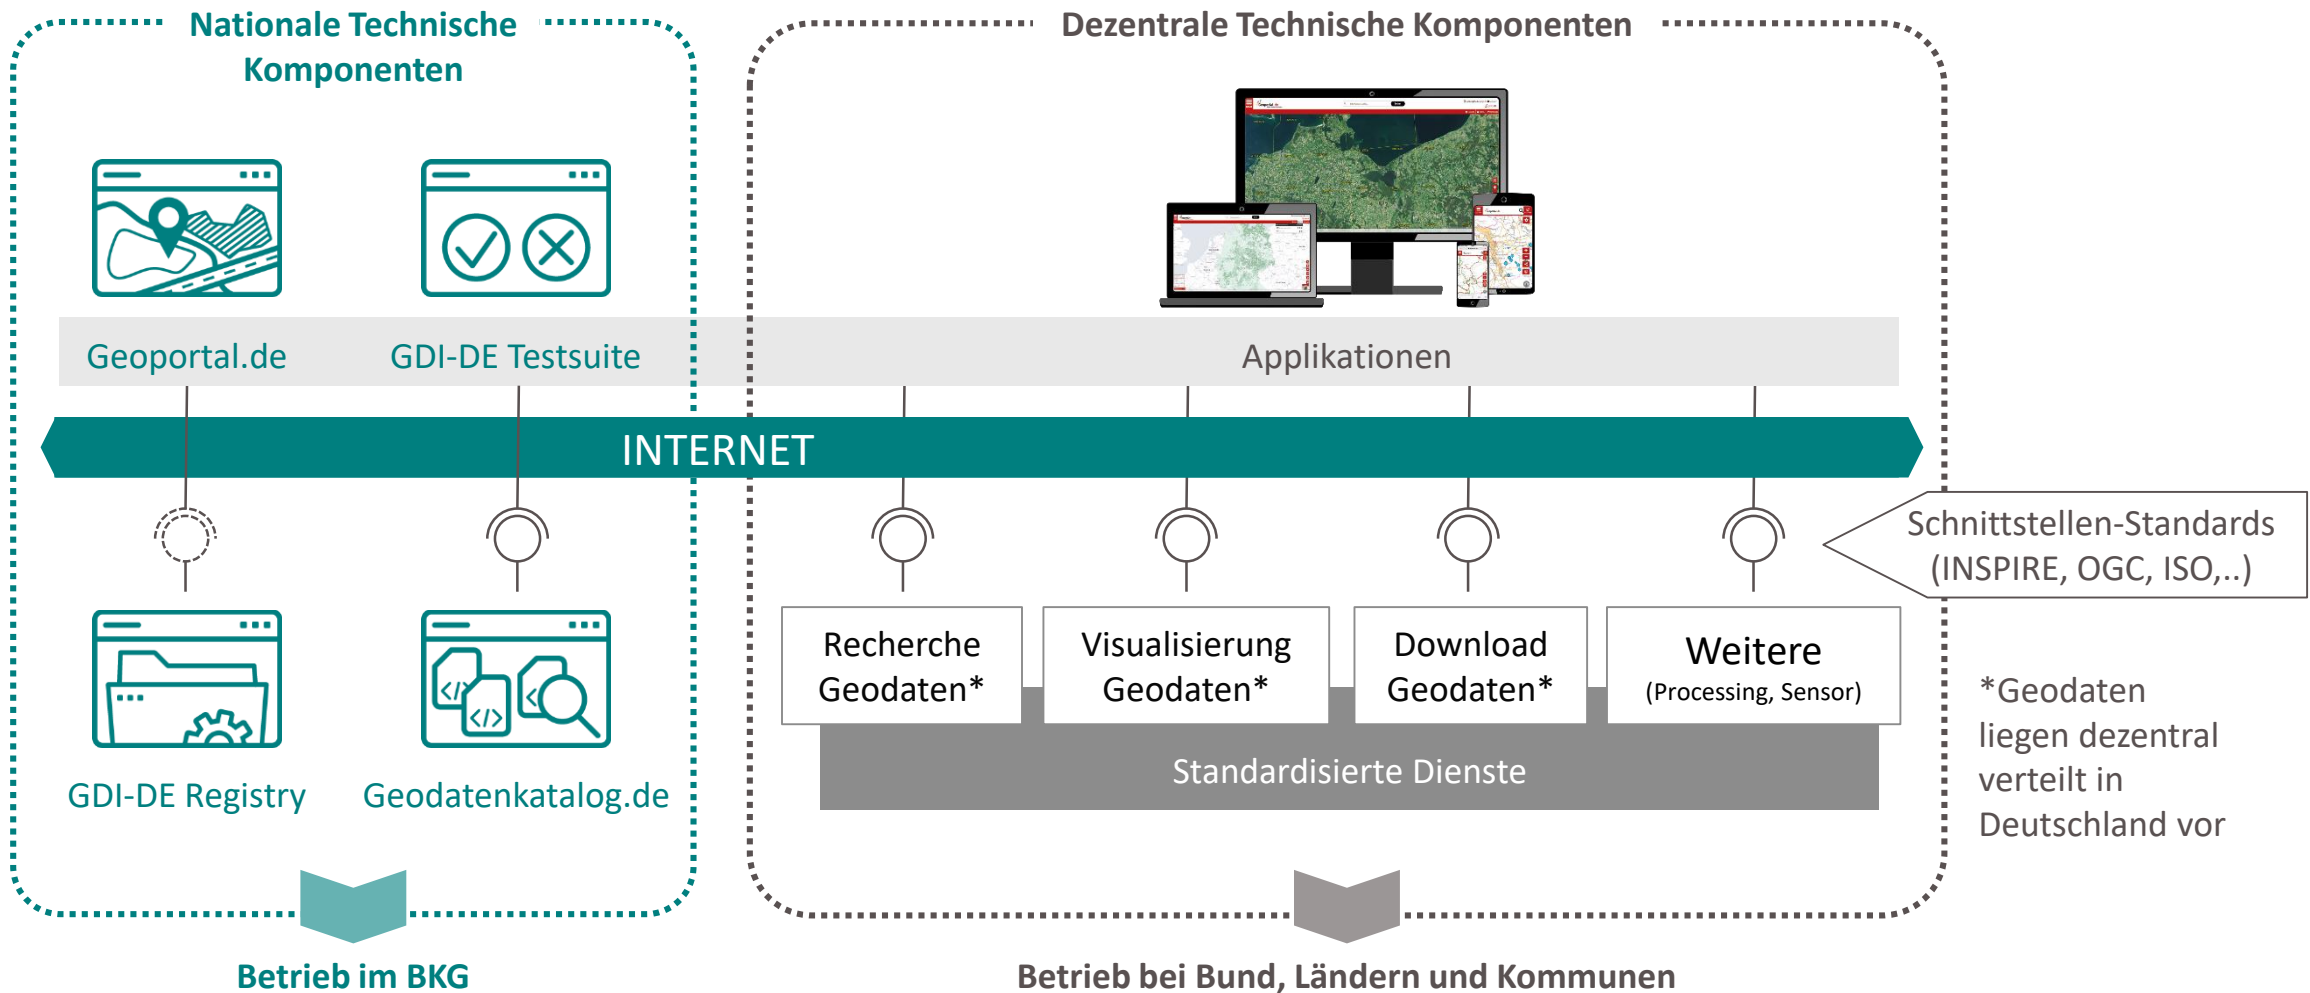 Nationale Technische
Komponenten
Dezentrale Technische Komponenten
Geoportal.de
GDI-DE Testsuite
Applikationen
INTERNET
Schnittstellen-Standards
(INSPIRE, OGC, ISO,..)
Recherche
Geodaten*
Visualisierung
Geodaten*
Download
Geodaten*
Weitere
(Processing, Sensor)
Standardisierte Dienste
GDI-DE Registry
Geodatenkatalog.de
*Geodaten
liegen dezentral
verteilt in
Deutschland vor
Betrieb im BKG
Betrieb bei Bund, Ländern und Kommunen